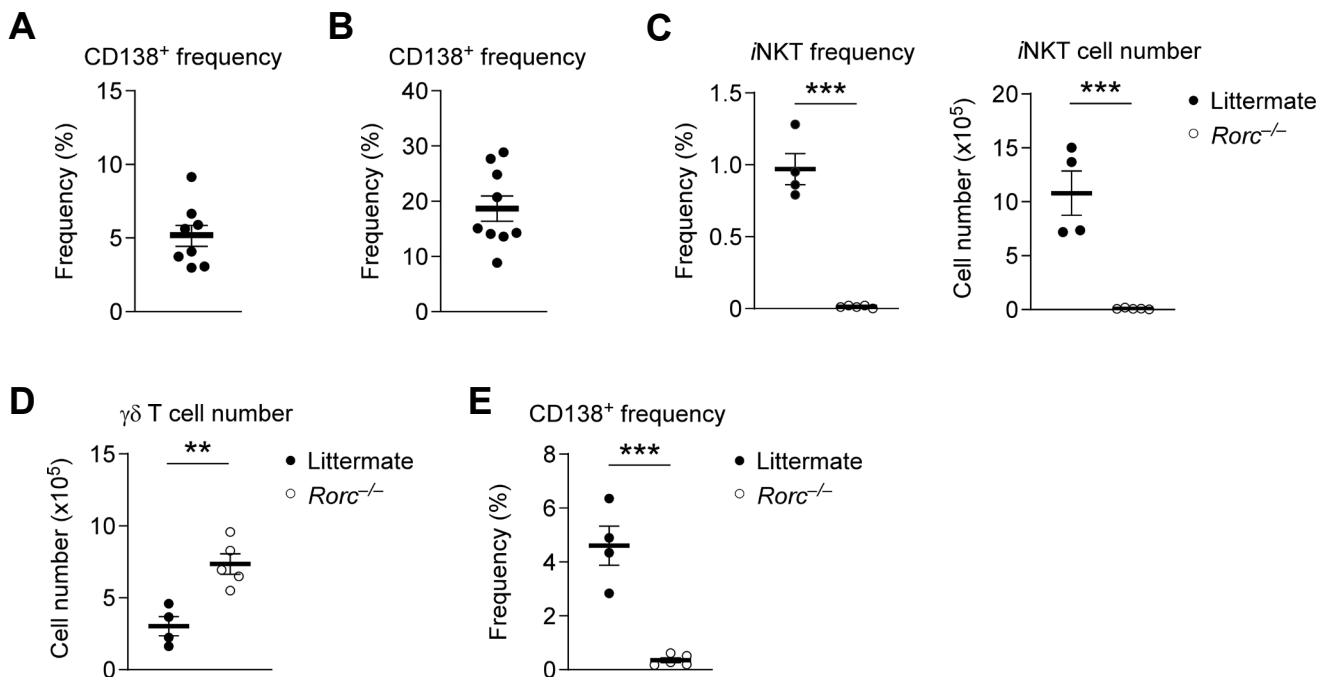 A
CD138+ frequency
Frequency (%)
15
10
5
0
B
CD138+ frequency
Frequency (%)
40
30
20
10
0
C
iNKT frequency
Frequency (%)
1.5
1.0
0.5
0
***
iNKT cell number
Cell number (x10⁵)
20
15
10
5
0
***
Littermate
Rorc–/–
D
γδ T cell number
Cell number (x10⁵)
15
10
5
0
**
Littermate
Rorc–/–
E
CD138+ frequency
Frequency (%)
8
6
4
2
0
***
Littermate
Rorc–/–